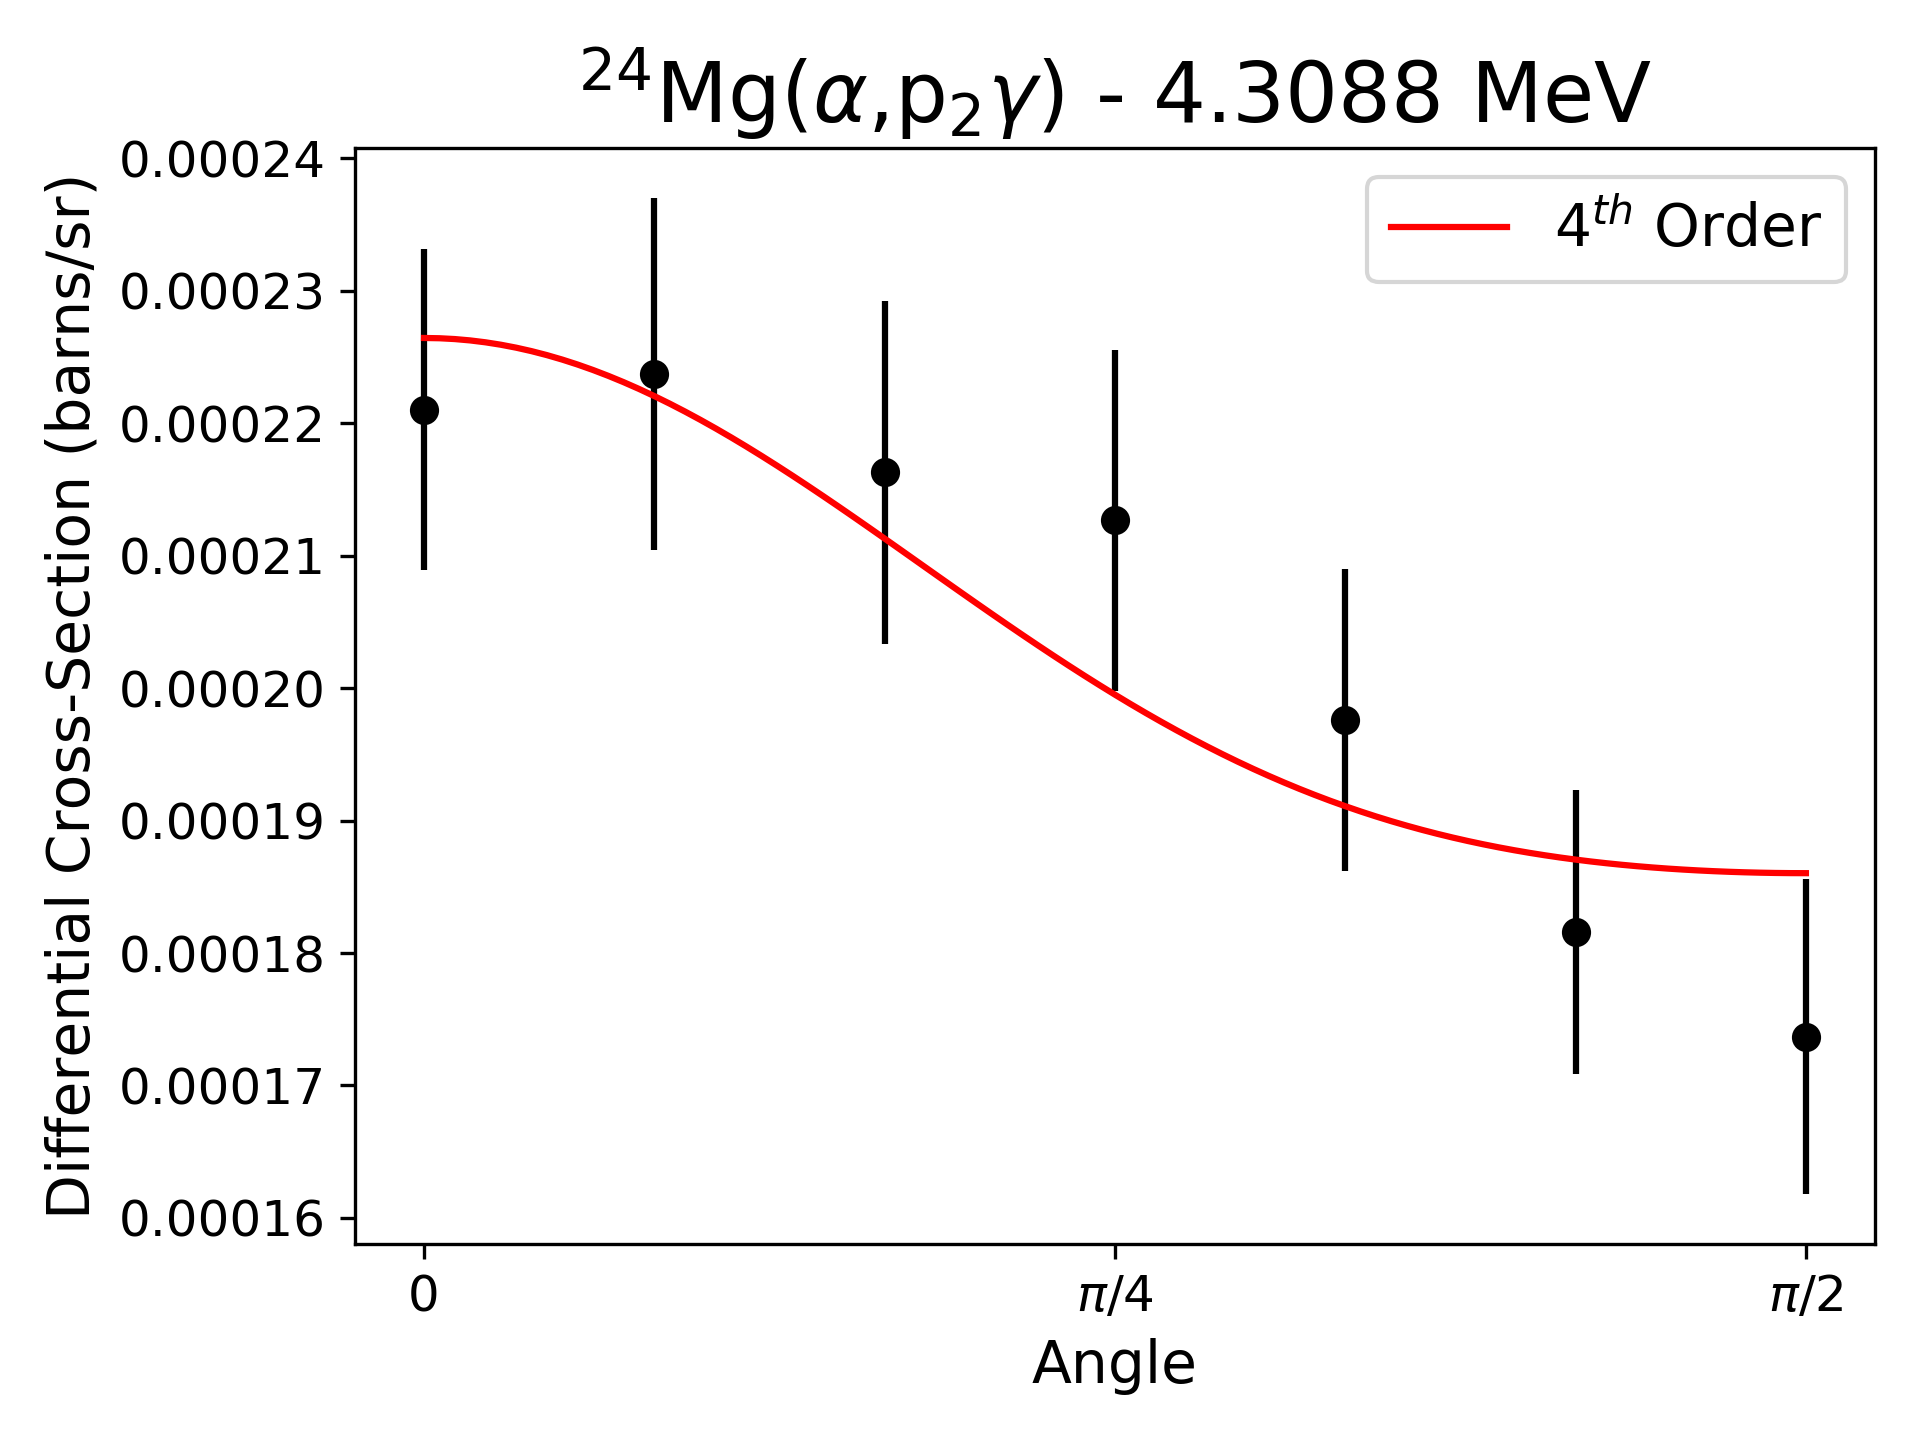 ²⁴Mg(α,p₂γ) - 4.3088 MeV
4ᵗʰ Order
Differential Cross-Section (barns/sr)
0.00024
0.00023
0.00022
0.00021
0.00020
0.00019
0.00018
0.00017
0.00016
0 π/4 π/2
Angle